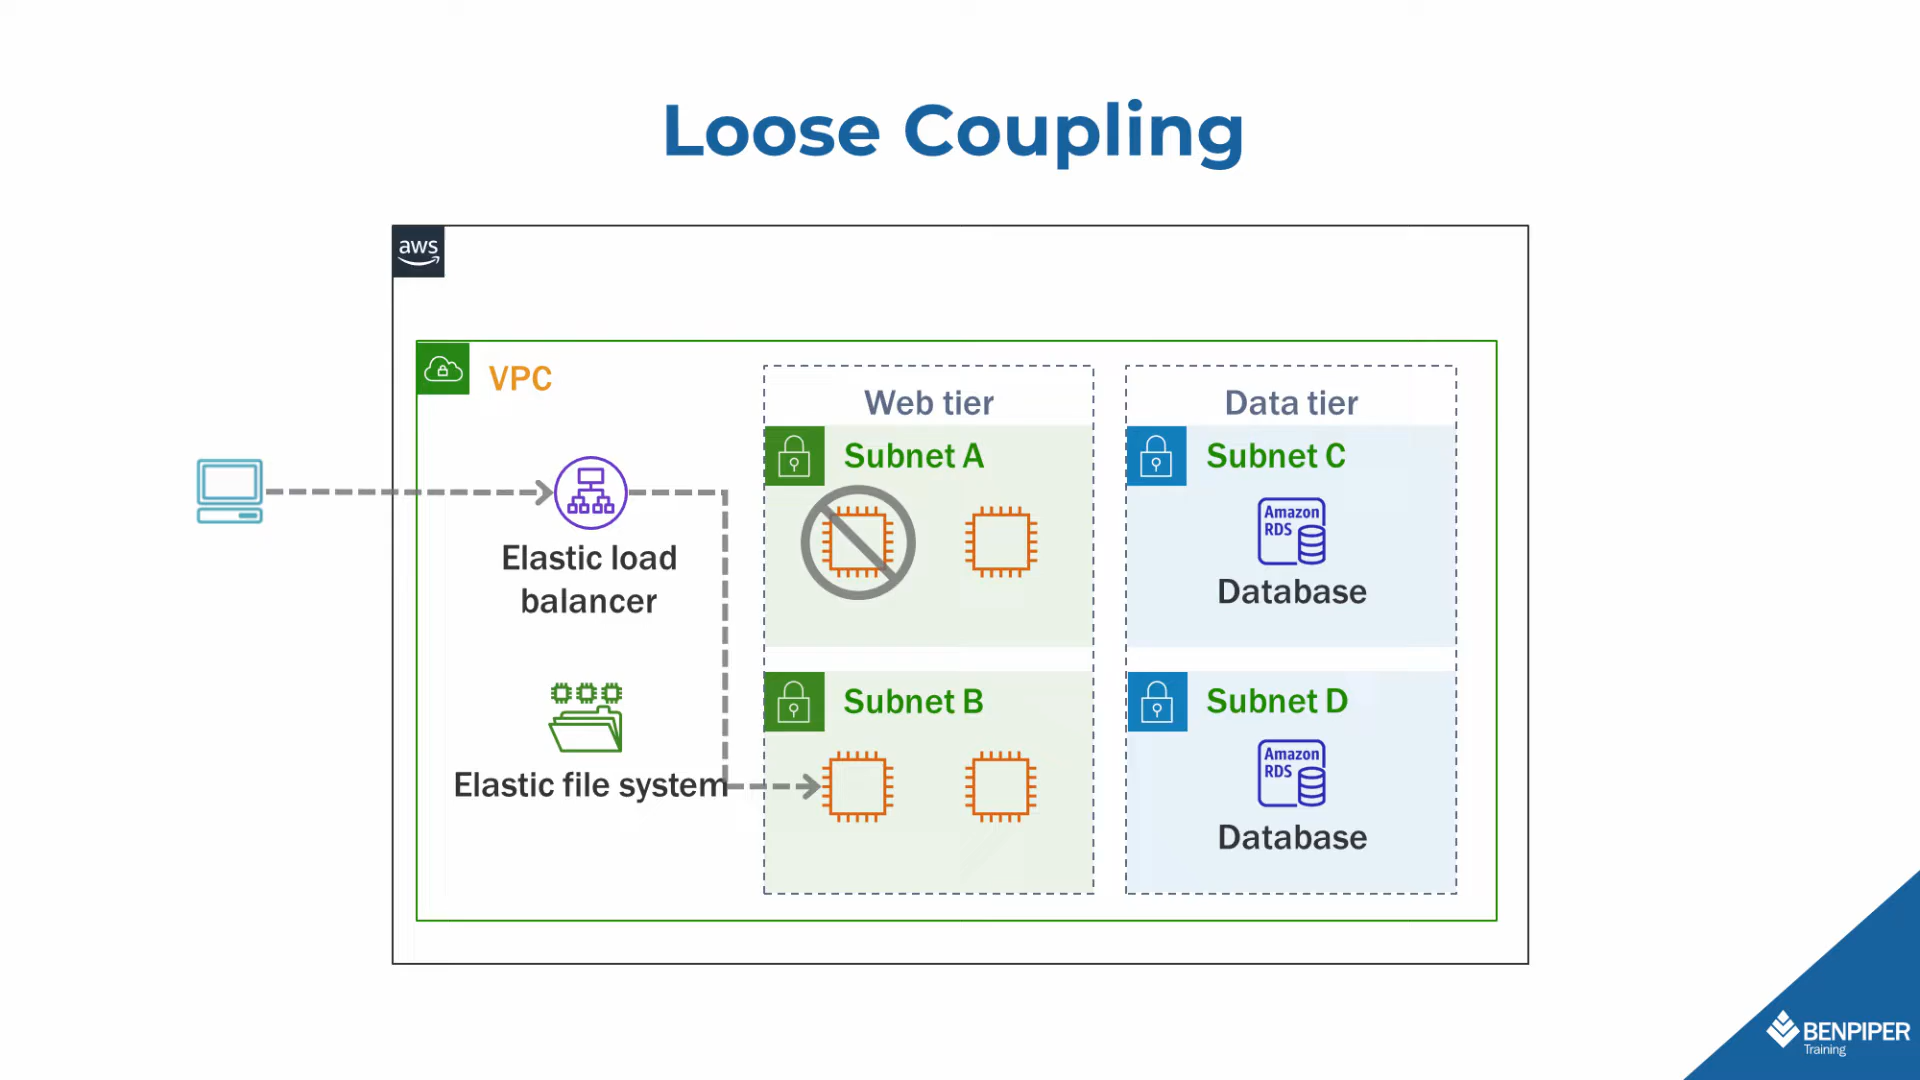 Loose Coupling
aws
VPC
Web tier
Data tier
Subnet A
Subnet C
Amazon
RDS
Elastic load
balancer
Database
Subnet B
Subnet D
Amazon
RDS
Elastic file system
Database
BENPIPER
Training